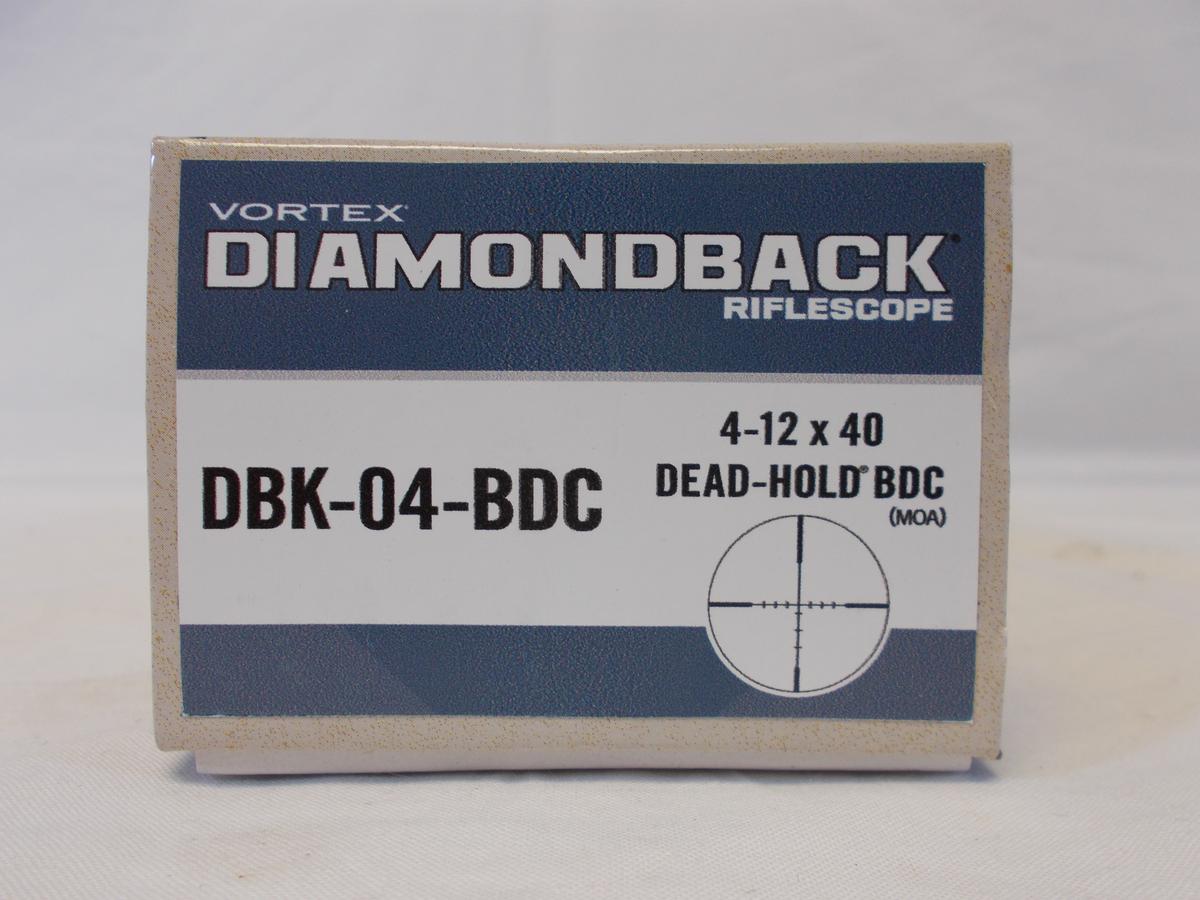 VORTEX®
DIAMONDBACK®
RIFLESCOPE
DBK-04-BDC
4-12 x 40
DEAD-HOLD® BDC
(MOA)